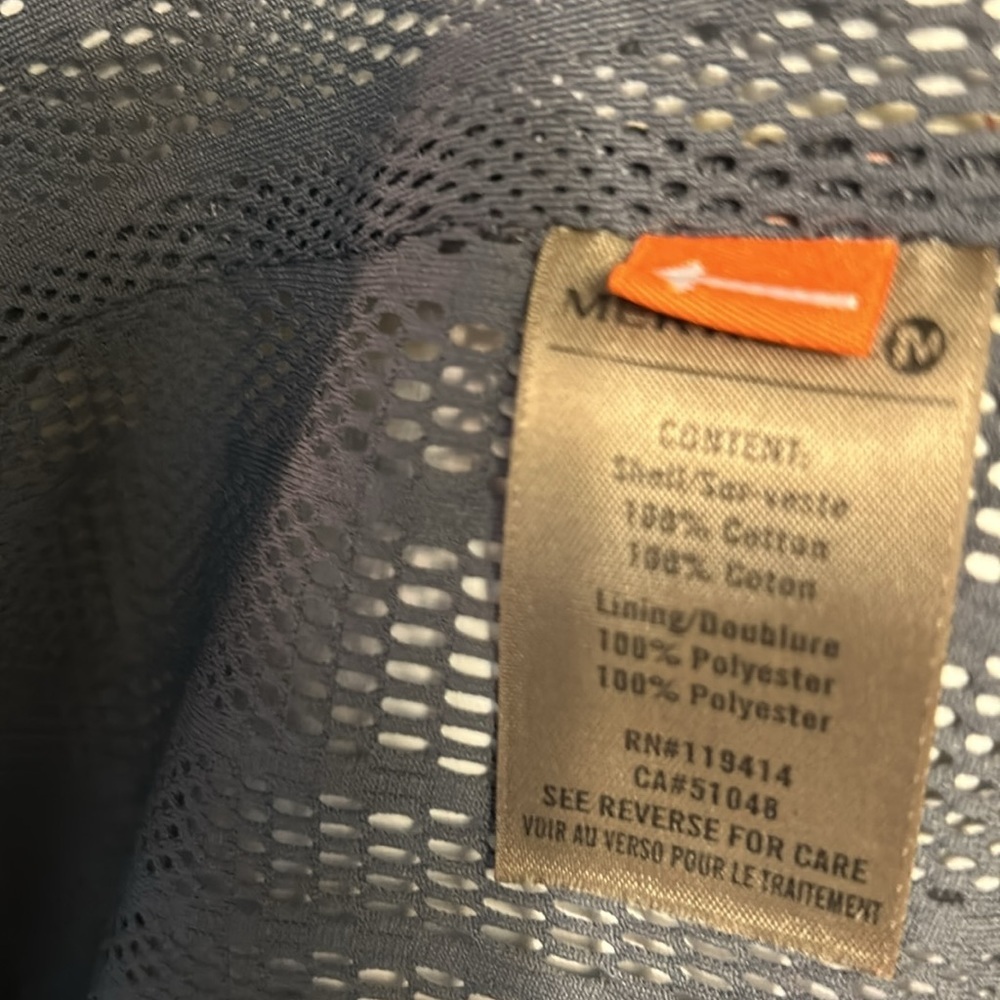 M
CONTENT:
Shell/Sur-veste
100% Cotton
100% Coton
Lining/Doublure
100% Polyester
100% Polyester
RN#119414
CA#51048
SEE REVERSE FOR CARE
VOIR AU VERSO POUR LE TRAITEMENT